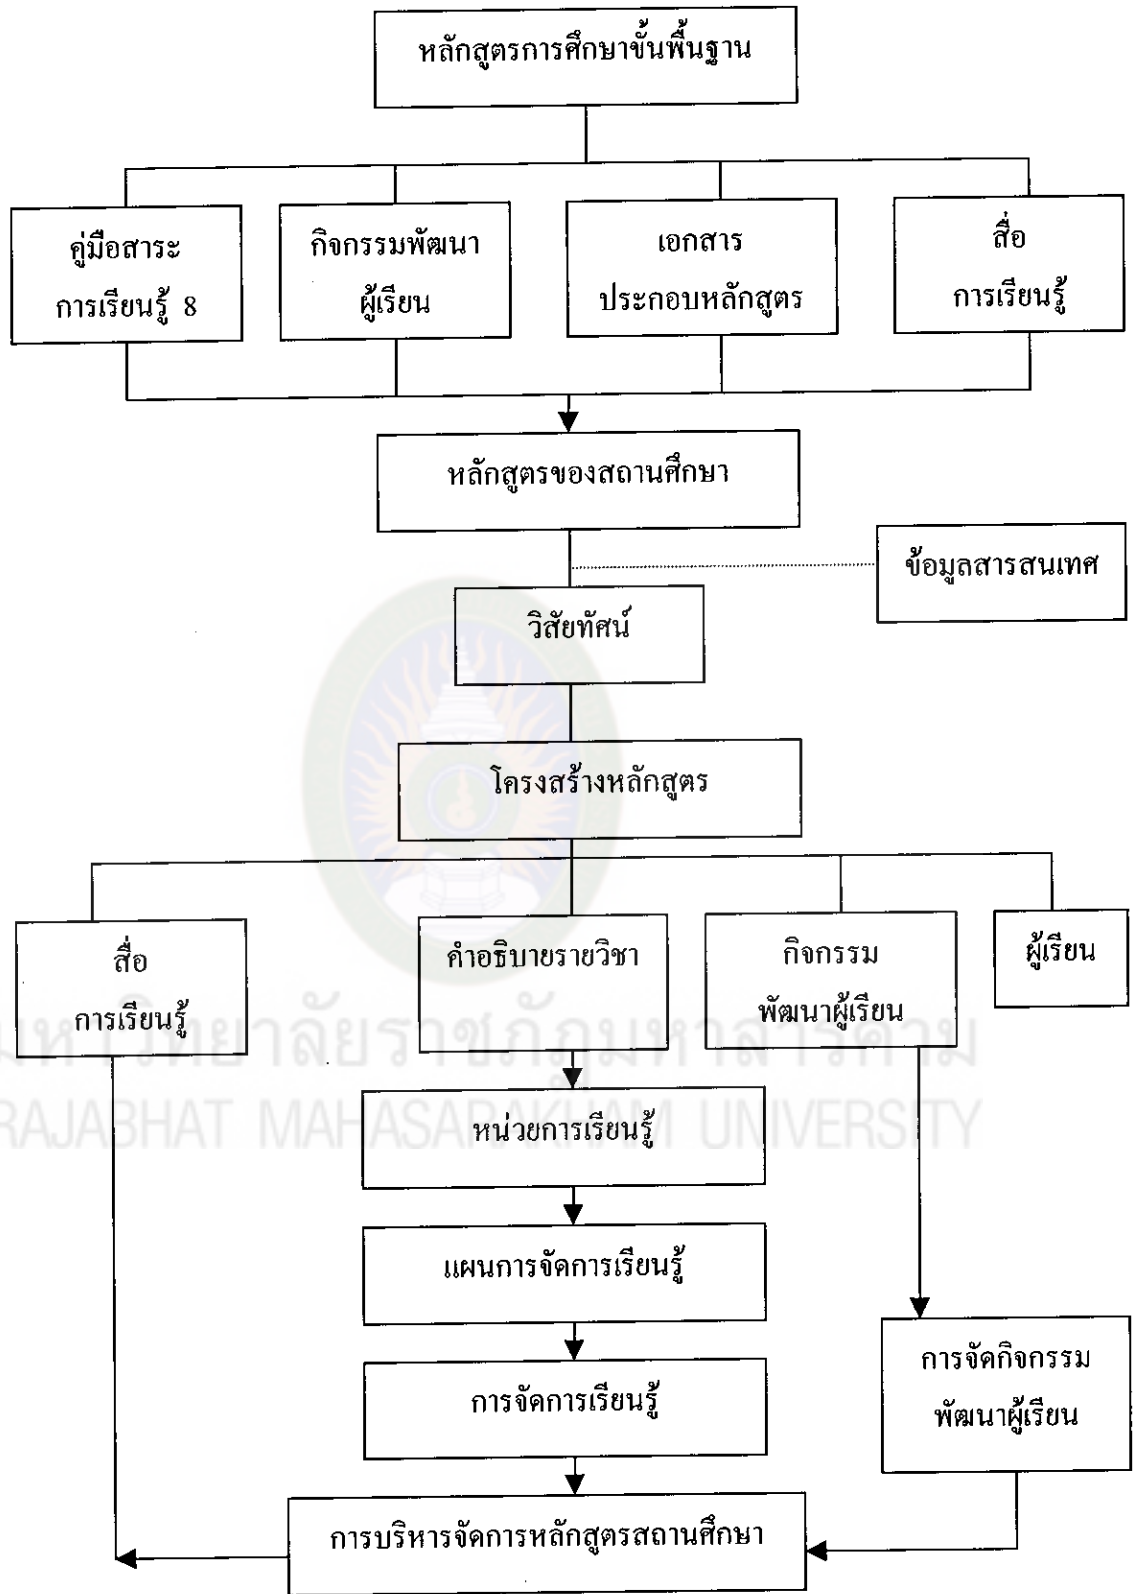 หลักสูตรการศึกษาขั้นพื้นฐาน
คู่มือสาระ
การเรียนรู้ 8
กิจกรรมพัฒนา
ผู้เรียน
เอกสาร
ประกอบหลักสูตร
สื่อ
การเรียนรู้
หลักสูตรของสถานศึกษา
ข้อมูลสารสนเทศ
วิสัยทัศน์
โครงสร้างหลักสูตร
สื่อ
การเรียนรู้
คำอธิบายรายวิชา
กิจกรรม
พัฒนาผู้เรียน
ผู้เรียน
มหาวิทยาลัยราชภัฏมหาสารคาม
RAJABHAT MAHASARAKHAM UNIVERSITY
หน่วยการเรียนรู้
แผนการจัดการเรียนรู้
การจัดการเรียนรู้
การจัดกิจกรรม
พัฒนาผู้เรียน
การบริหารจัดการหลักสูตรสถานศึกษา